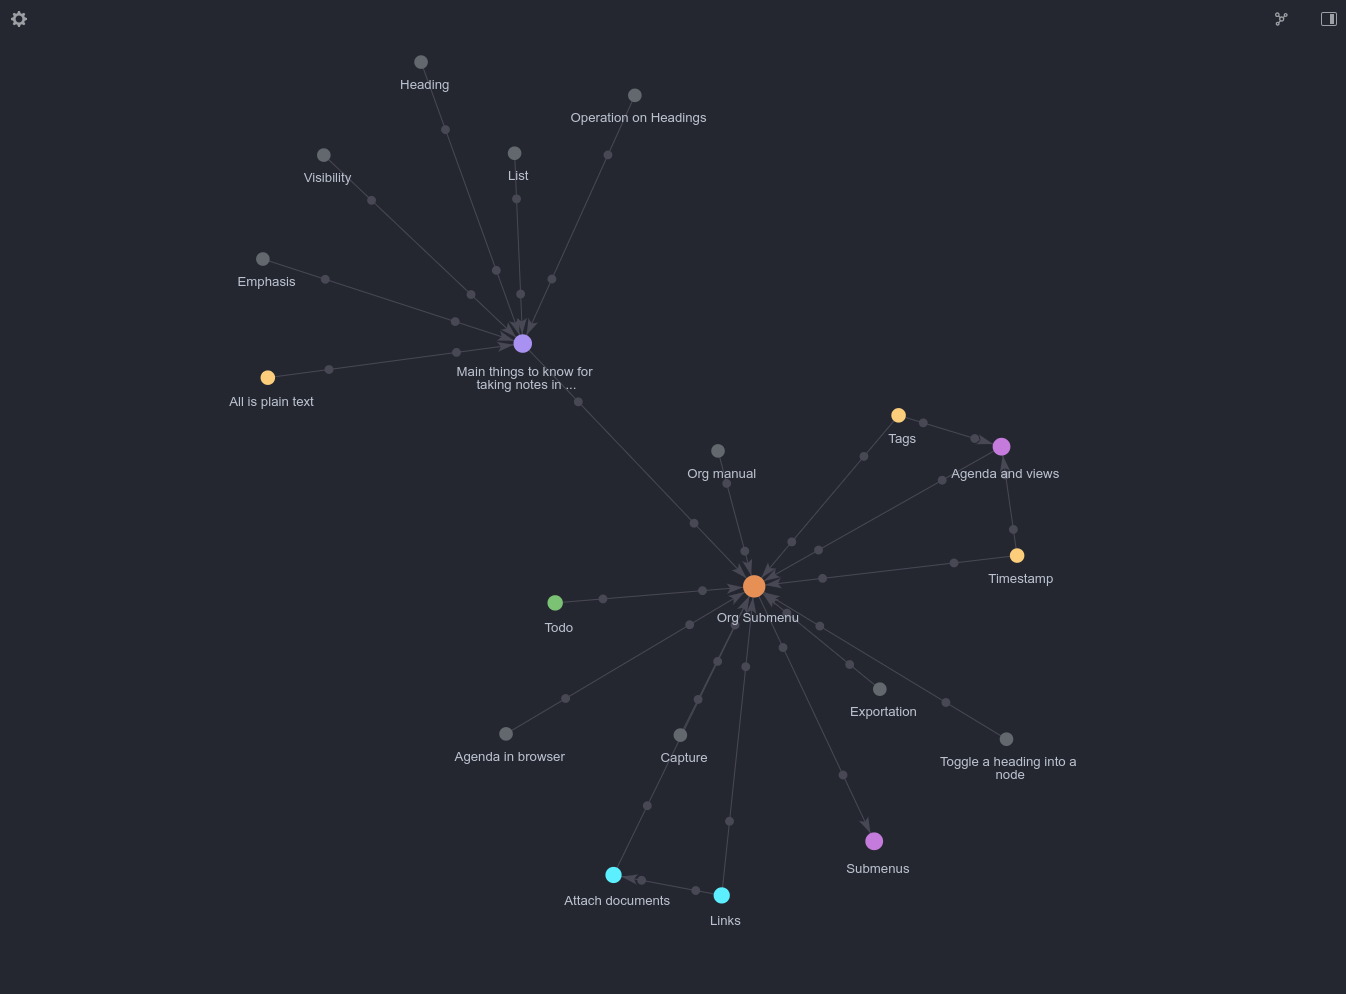 Heading
Operation on Headings
List
Visibility
Emphasis
Main things to know for
taking notes in ...
All is plain text
Tags
Org manual
Agenda and views
Timestamp
Org Submenu
Todo
Exportation
Agenda in browser
Capture
Toggle a heading into a
node
Submenus
Attach documents
Links